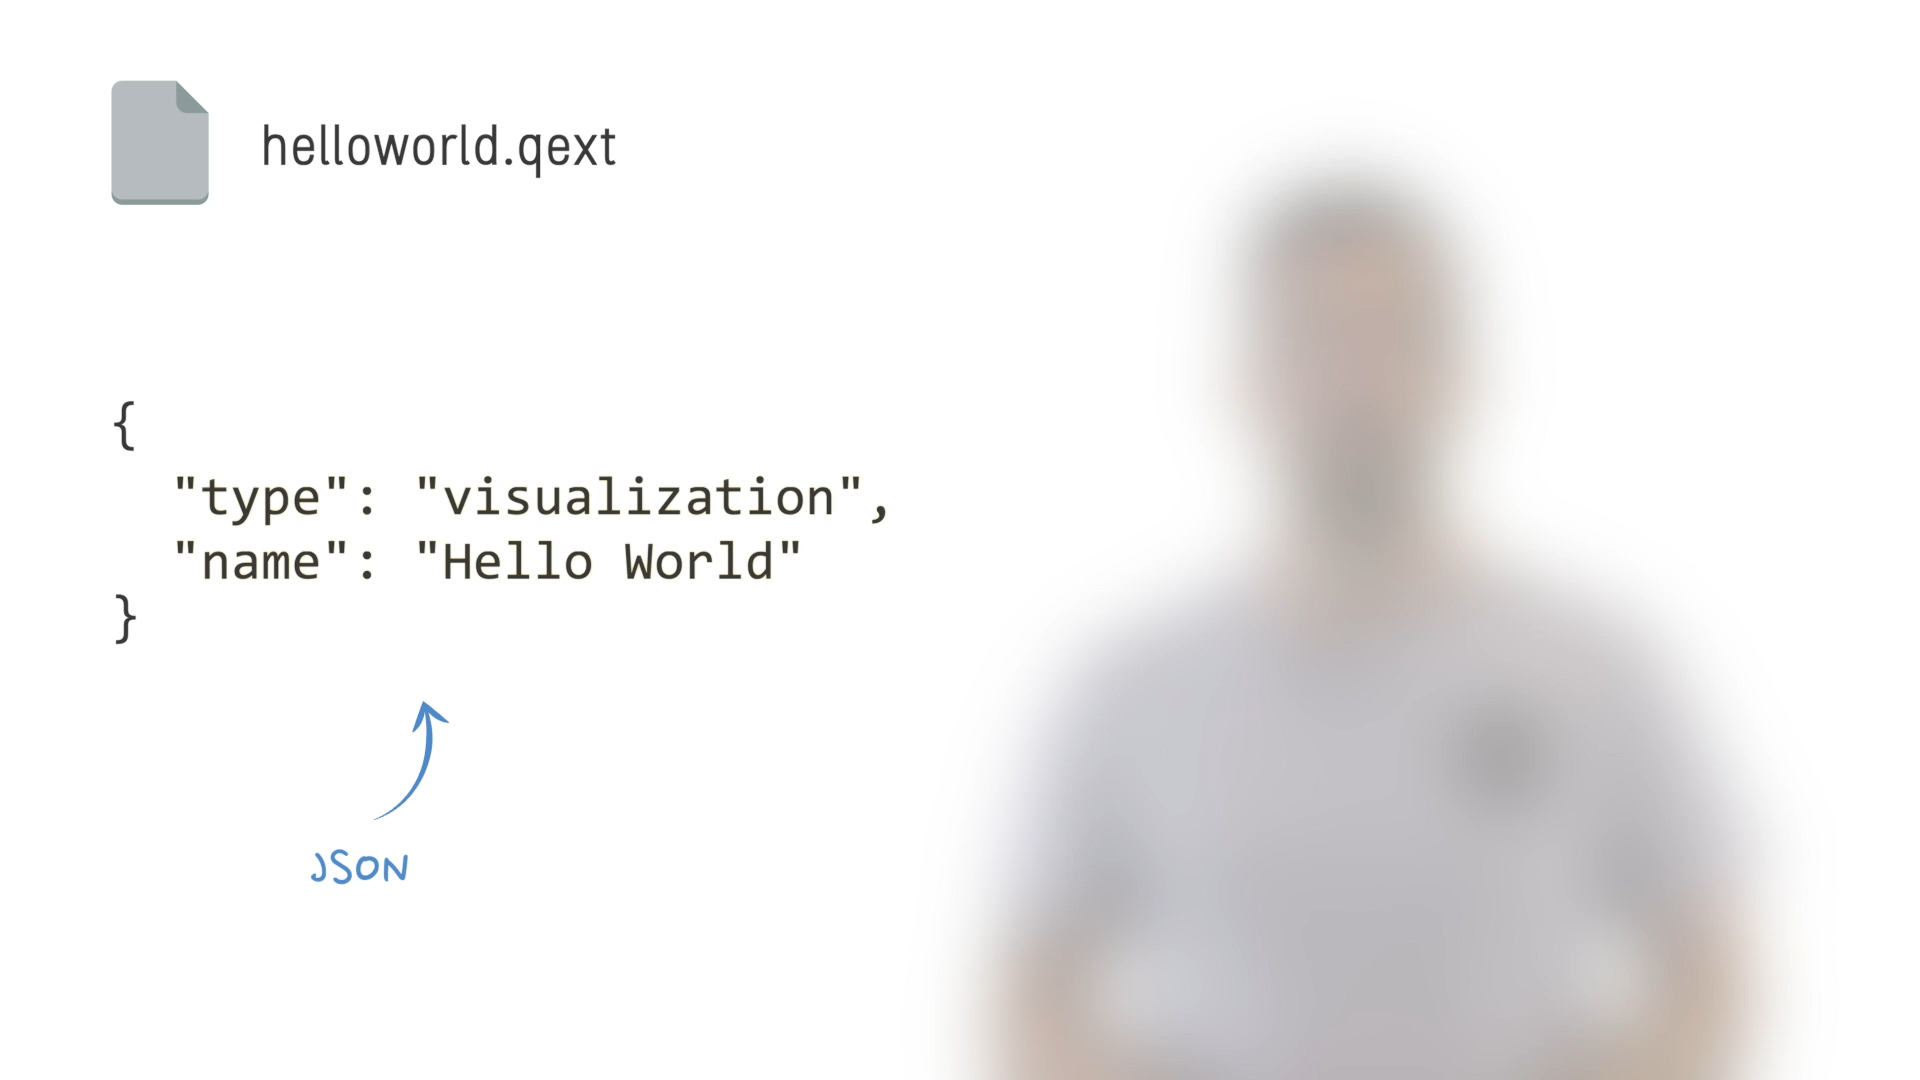 helloworld.qext
{
"type": "visualization",
"name": "Hello World"
}
JSON